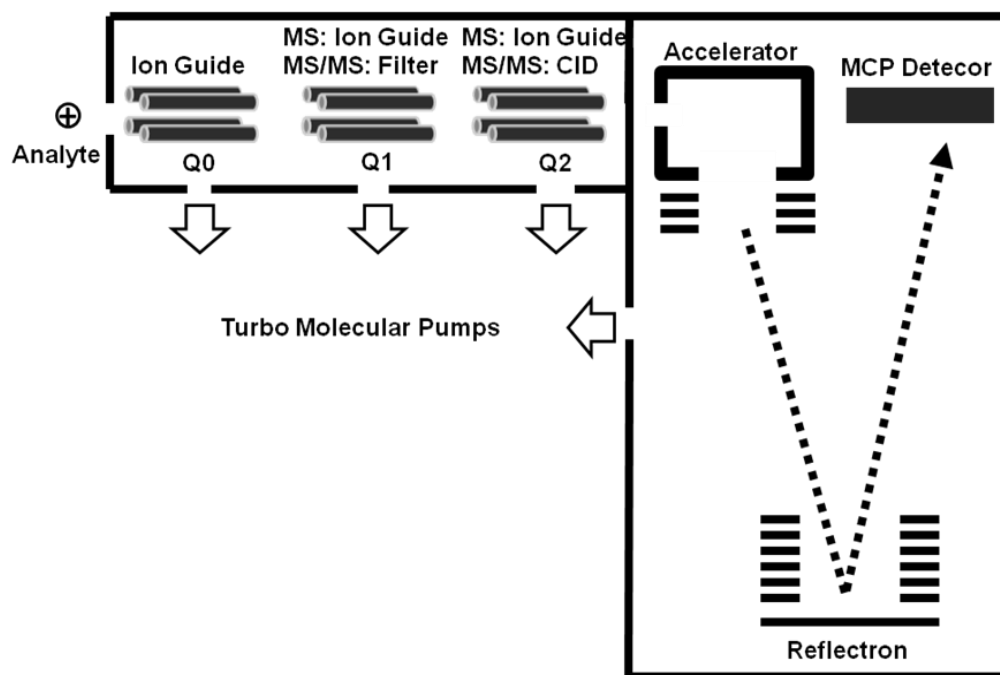 Ion Guide
MS: Ion Guide
MS/MS: Filter
MS: Ion Guide
MS/MS: CID
Accelerator
MCP Detecor
Analyte
Q0
Q1
Q2
Turbo Molecular Pumps
Reflectron